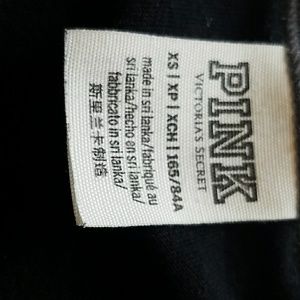 PINK
VICTORIA'S SECRET
XS | XP | XCH | 165/84A
made in sri lanka/fabriqué au
sri lanka/hecho en sri lanka/
fabbricato in sri lanka/
斯里兰卡制造